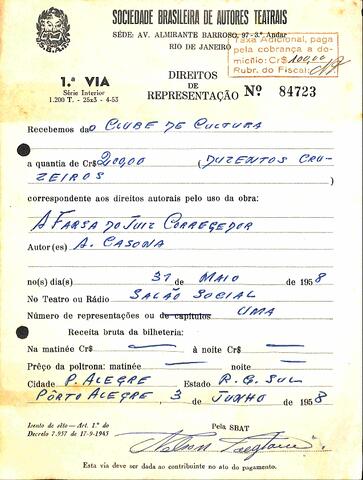 SOCIEDADE BRASILEIRA DE AUTORES TEATRAIS
SÉDE: AV. ALMIRANTE BARROSO, 97 - 3.º Andar
RIO DE JANEIRO
Taxa Adicional, paga
pela cobrança a do-
micílio: Cr$ 100,00
Rubr. do Fiscal:
1.ª VIA
Série Interior
1.200 T. - 25x3 - 4-53
DIREITOS
DE
REPRESENTAÇÃO
Nº 84723
Recebemos do CLUBE DE CULTURA
a quantia de Cr$ 200,00 (DUZENTOS CRU-
ZEIROS)
correspondente aos direitos autorais pelo uso da obra:
A FARSA DO JUIZ CORREGEDOR
Autor(es) A. CASONA
no(s) dia(s) 31 MAIO de 1958
No Teatro ou Rádio SALÃO SOCIAL
Número de representações ou de capítulos UMA
Receita bruta da bilheteria:
Na matinée Cr$ à noite Cr$
Prêço da poltrona: matinée noite
Cidade P. ALEGRE Estado R. G. SUL
PÔRTO ALEGRE, 3 de JUNHO de 1958
Isento de sêlo - Art. 1.º do
Decreto 7.957 de 17-9-1945
Pela SBAT
Nelson
Esta via deve ser dada ao contribuinte no ato do pagamento.